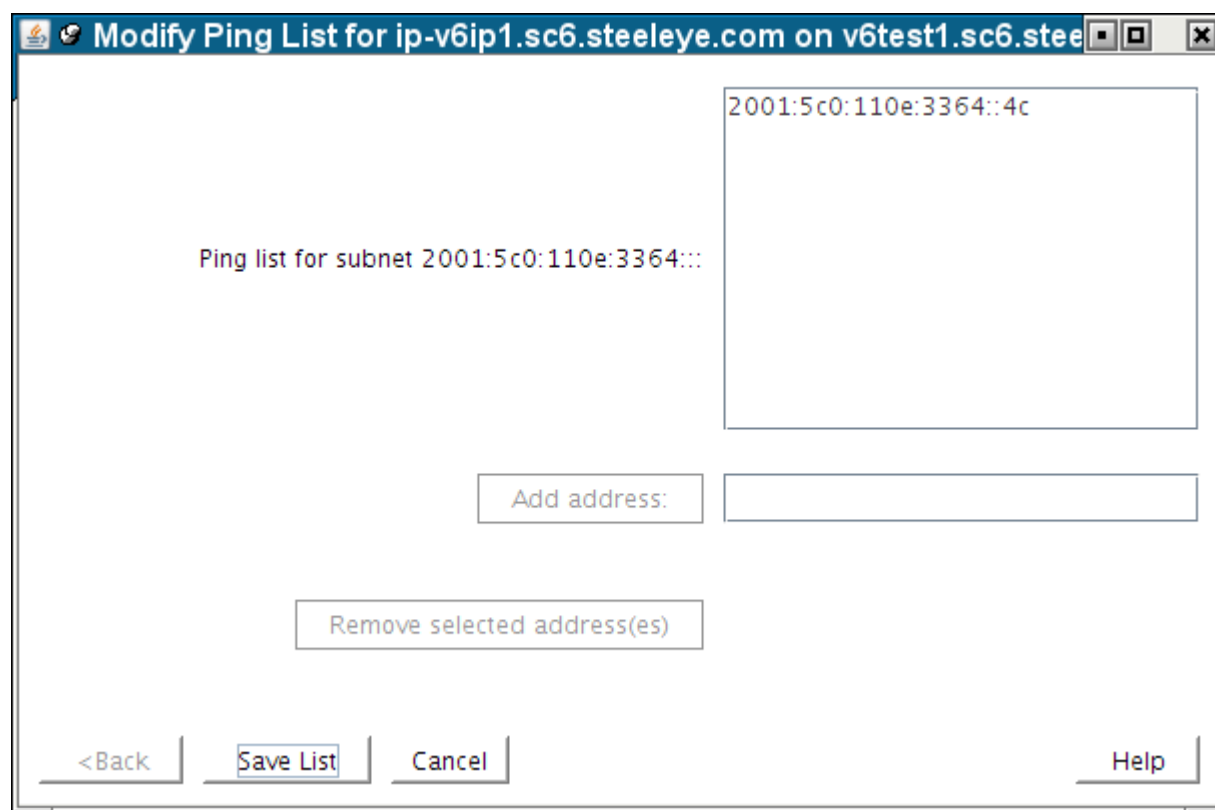 Modify Ping List for ip-v6ip1.sc6.steeleye.com on v6test1.sc6.stee
2001:5c0:110e:3364::4c
Ping list for subnet 2001:5c0:110e:3364:::
Add address:
Remove selected address(es)
<Back Save List Cancel Help